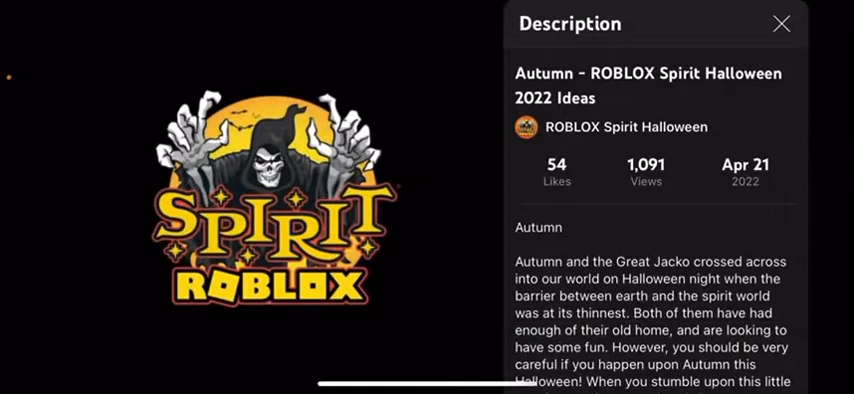 SPIRIT
ROBLOX
Description
Autumn - ROBLOX Spirit Halloween
2022 Ideas
ROBLOX Spirit Halloween
54
1,091
Apr 21
Likes
Views
2022
Autumn
Autumn and the Great Jacko crossed across
into our world on Halloween night when the
barrier between earth and the spirit world
was at its thinnest. Both of them have had
enough of their old home, and are looking to
have some fun. However, you should be very
careful if you happen upon Autumn this
Halloween! When you stumble upon this little